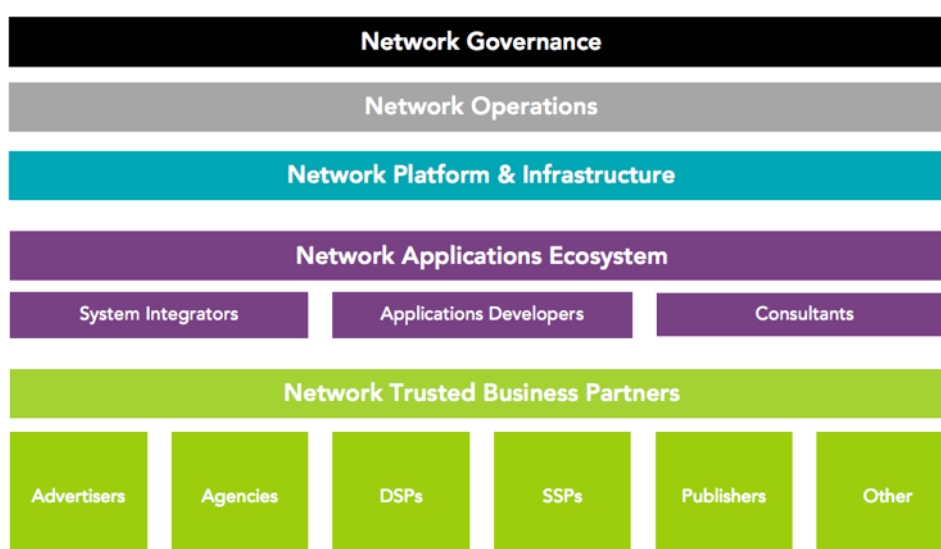 Network Governance
Network Operations
Network Platform & Infrastructure
Network Applications Ecosystem
System Integrators
Applications Developers
Consultants
Network Trusted Business Partners
Advertisers
Agencies
DSPs
SSPs
Publishers
Other